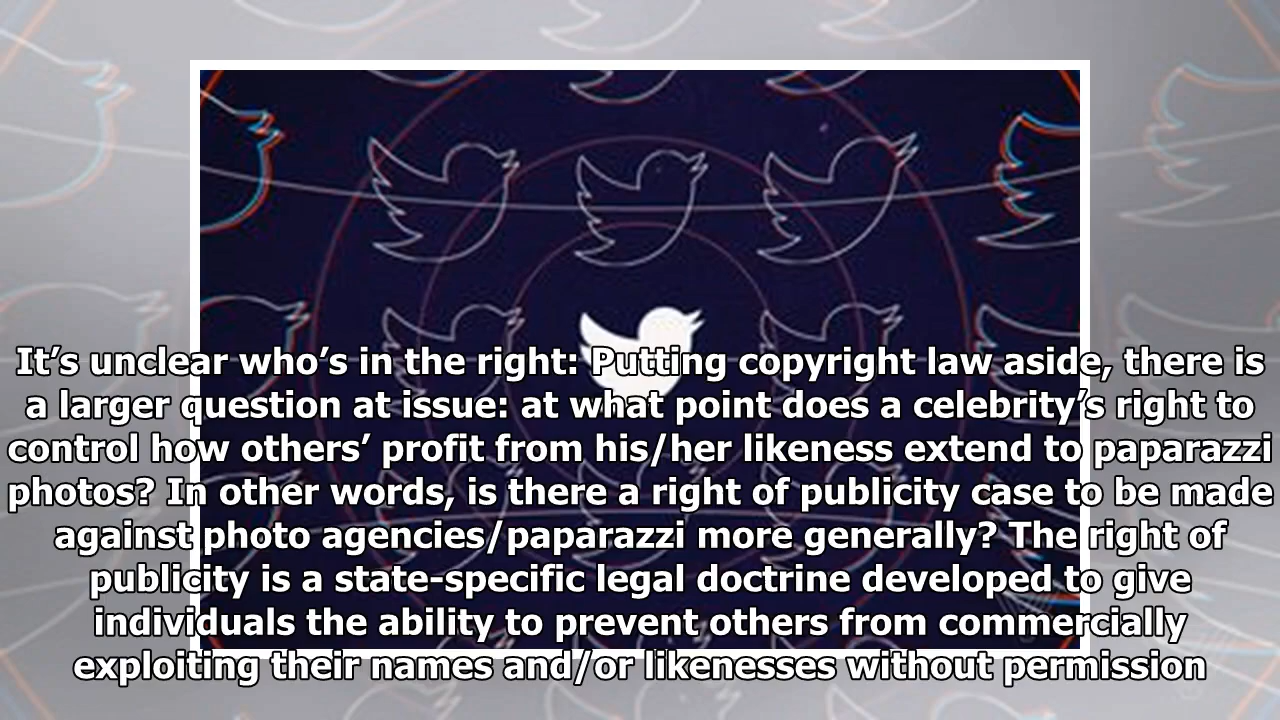 It’s unclear who’s in the right: Putting copyright law aside, there is
a larger question at issue: at what point does a celebrity’s right to
control how others’ profit from his/her likeness extend to paparazzi
photos? In other words, is there a right of publicity case to be made
against photo agencies/paparazzi more generally? The right of
publicity is a state-specific legal doctrine developed to give
individuals the ability to prevent others from commercially
exploiting their names and/or likenesses without permission